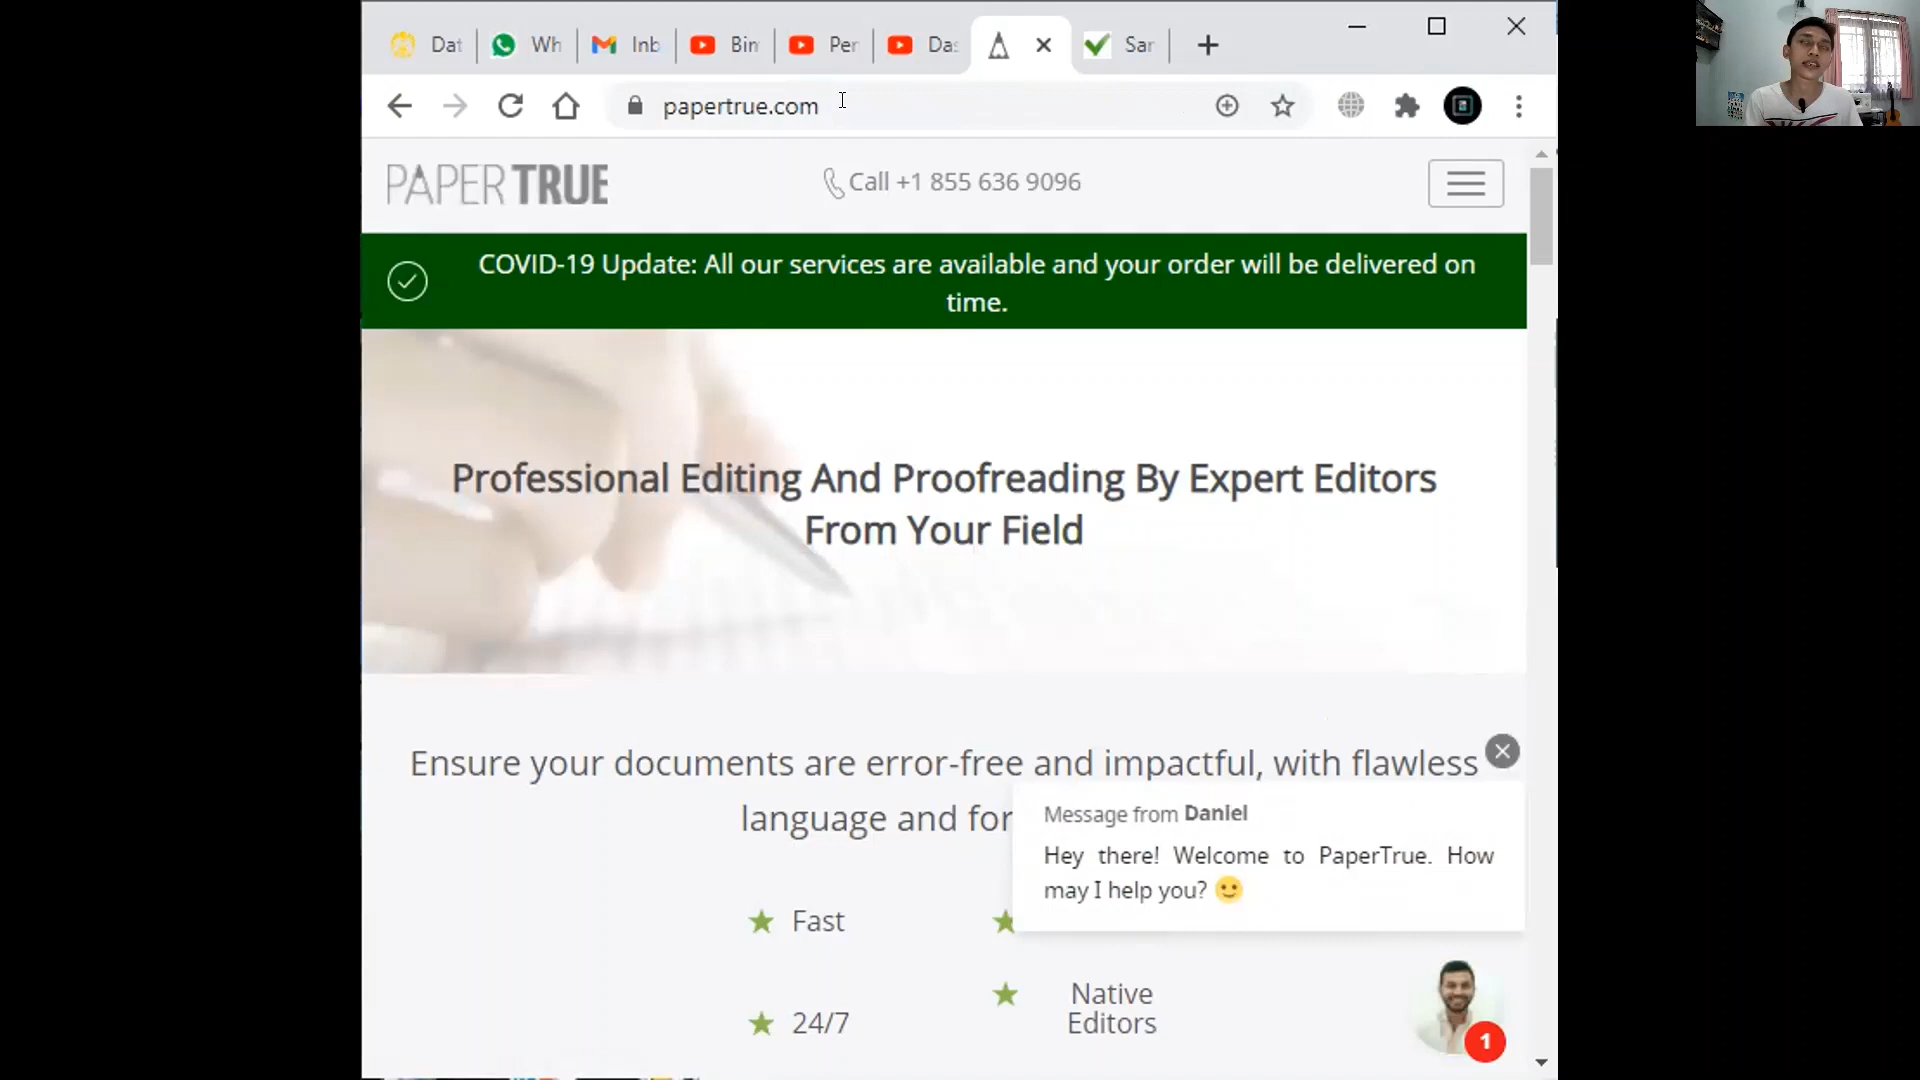 Dat
Wh
Inb
Bin
Per
Das
Sar
papertrue.com
PAPERTRUE
Call +1 855 636 9096
COVID-19 Update: All our services are available and your order will be delivered on
time.
Professional Editing And Proofreading By Expert Editors
From Your Field
Ensure your documents are error-free and impactful, with flawless
language and for
Message from Daniel
Hey there! Welcome to PaperTrue. How
may I help you? 🙂
Fast
24/7
Native
Editors
1